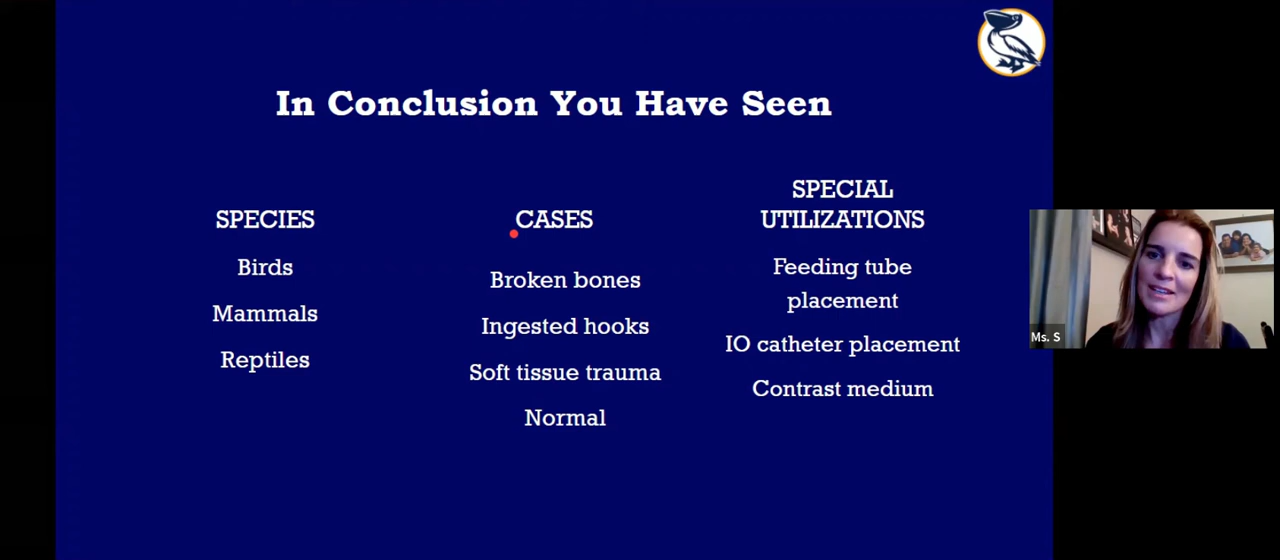 In Conclusion You Have Seen
SPECIES
Birds
Mammals
Reptiles
CASES
Broken bones
Ingested hooks
Soft tissue trauma
Normal
SPECIAL
UTILIZATIONS
Feeding tube
placement
IO catheter placement
Contrast medium
Ms. S